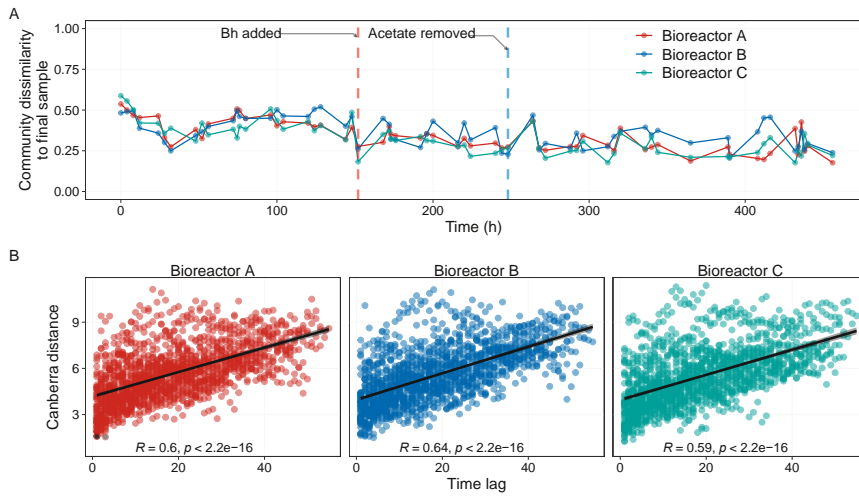 A
Bh added
Acetate removed
Bioreactor A
Bioreactor B
Bioreactor C
Community dissimilarity
to final sample
1.00
0.75
0.50
0.25
0.00
0
100
200
300
400
Time (h)
B
Bioreactor A
Bioreactor B
Bioreactor C
Canberra distance
9
6
3
R = 0.6, p < 2.2e−16
R = 0.64, p < 2.2e−16
R = 0.59, p < 2.2e−16
0 20 40
0 20 40
0 20 40
Time lag